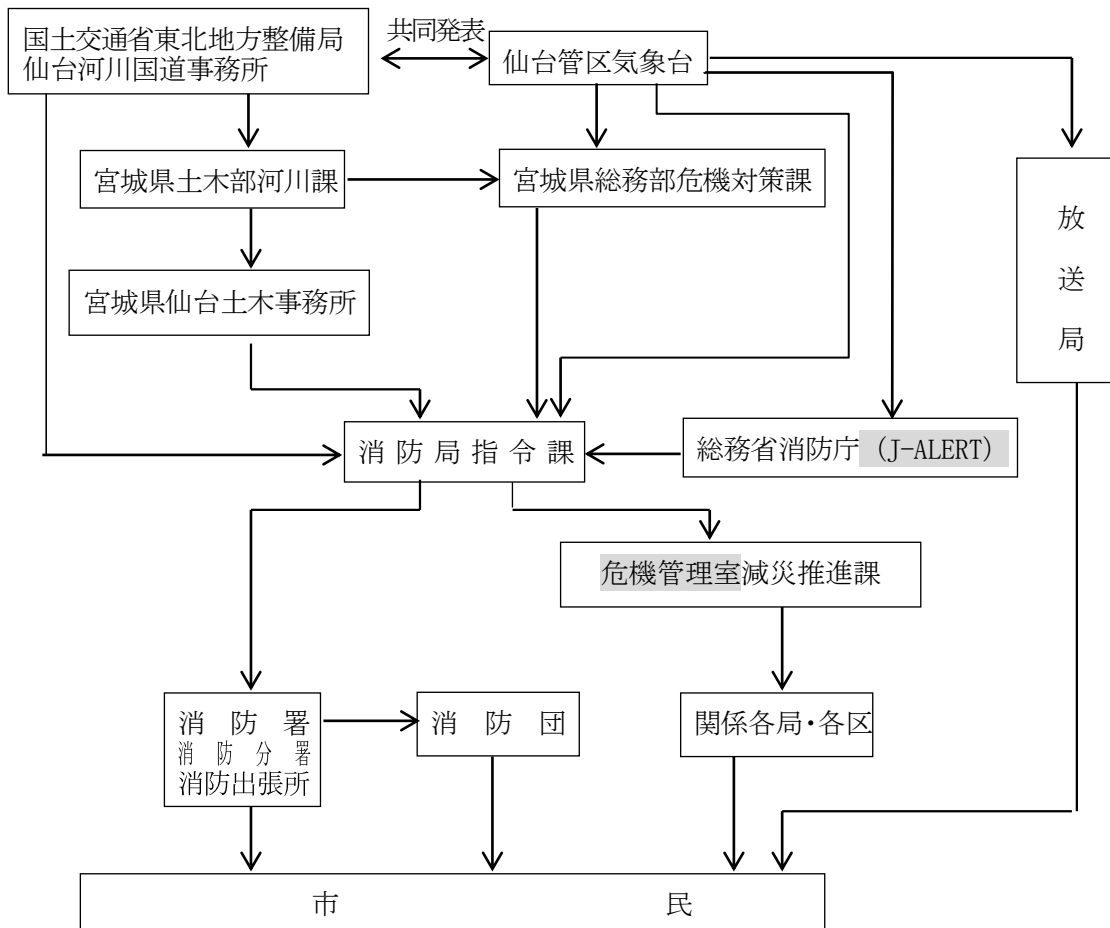 国土交通省東北地方整備局
仙台河川国道事務所
共同発表
仙台管区気象台
宮城県土木部河川課
宮城県総務部危機対策課
放
送
局
宮城県仙台土木事務所
消防局指令課
総務省消防庁（J-ALERT）
危機管理室減災推進課
消防署
消防分署
消防出張所
消防団
関係各局・各区
市民